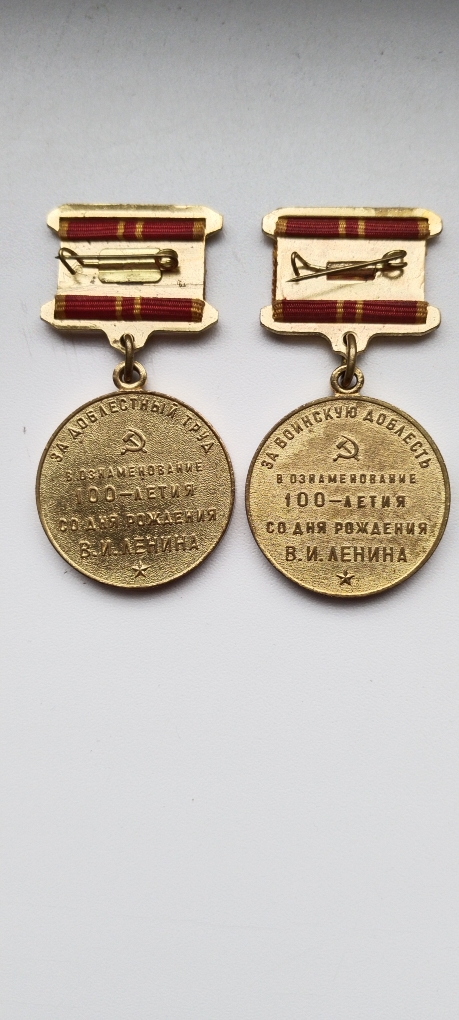 ЗА ДОБЛЕСТНЫЙ ТРУД
В ОЗНАМЕНОВАНИЕ
100-ЛЕТИЯ
СО ДНЯ РОЖДЕНИЯ
В.И.ЛЕНИНА
ЗА ВОИНСКУЮ ДОБЛЕСТЬ
В ОЗНАМЕНОВАНИЕ
100-ЛЕТИЯ
СО ДНЯ РОЖДЕНИЯ
В.И.ЛЕНИНА